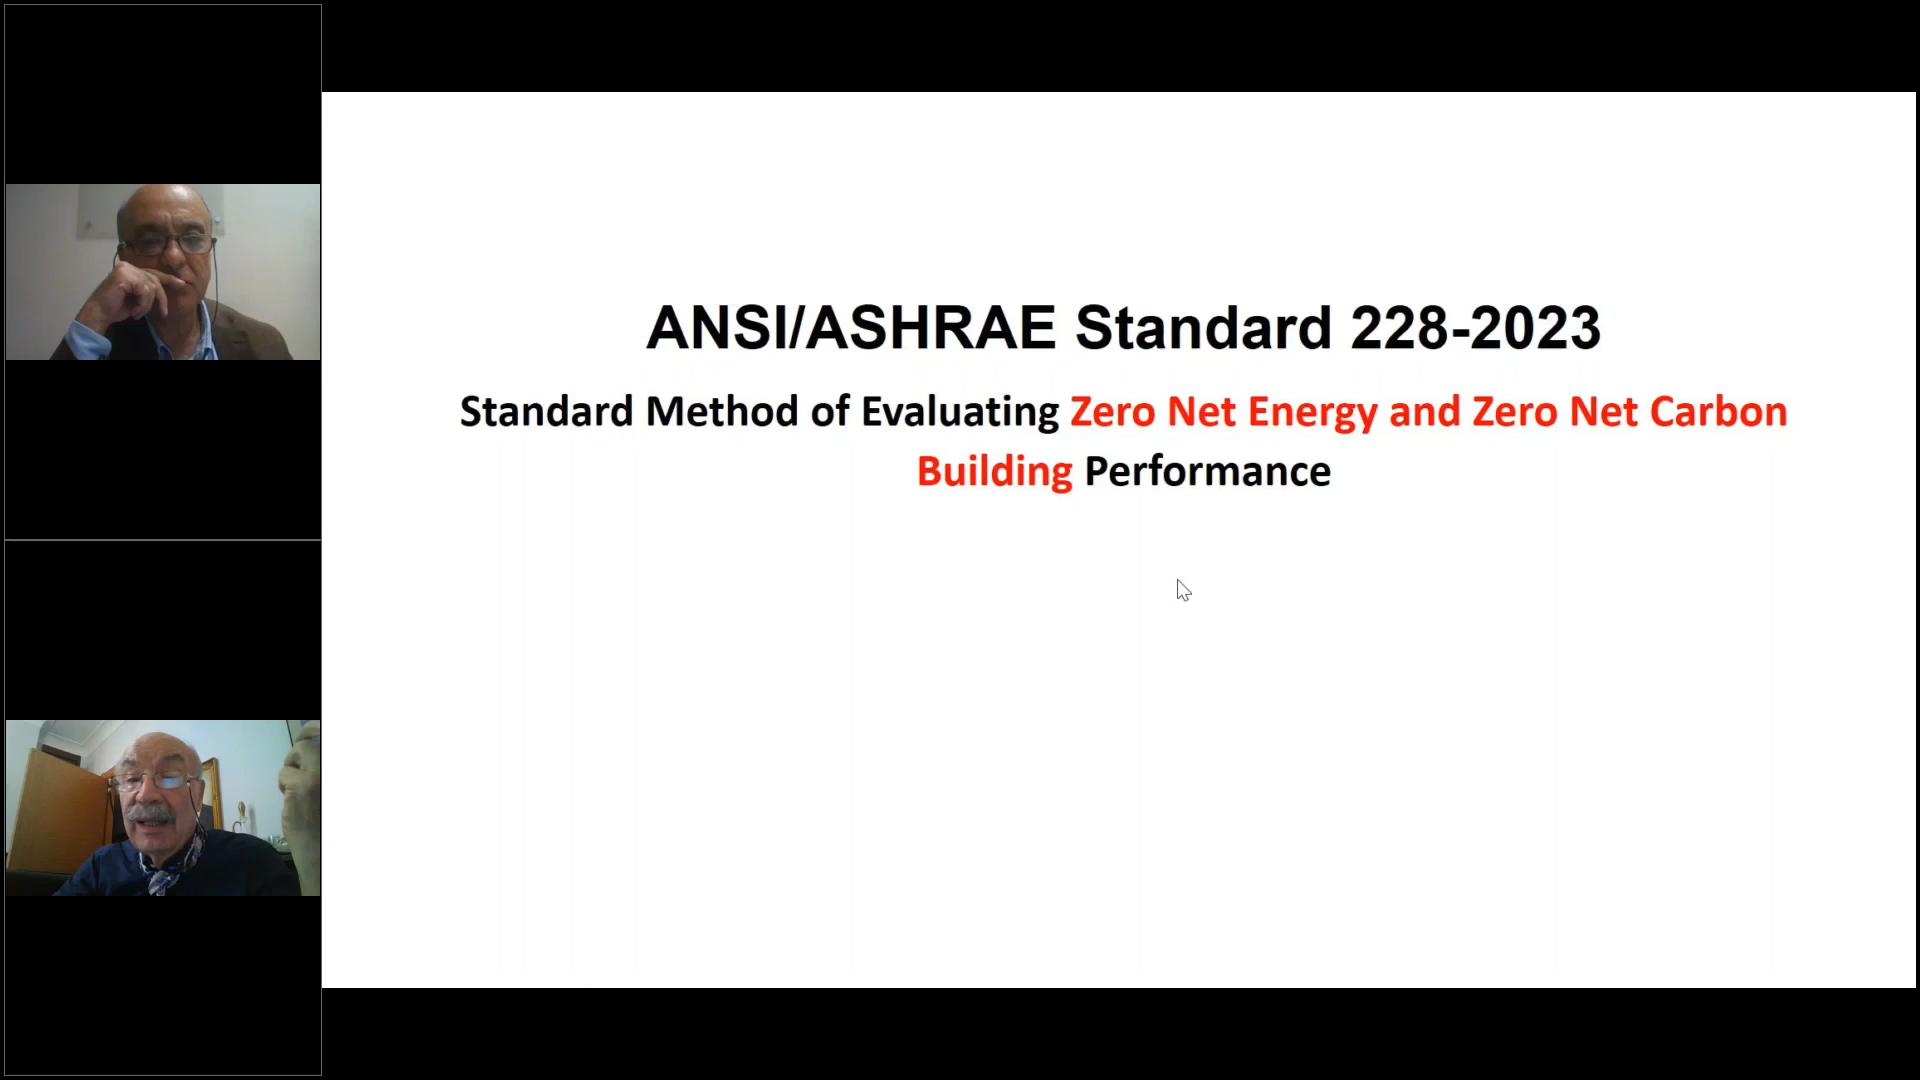 ANSI/ASHRAE Standard 228-2023
Standard Method of Evaluating Zero Net Energy and Zero Net Carbon
Building Performance